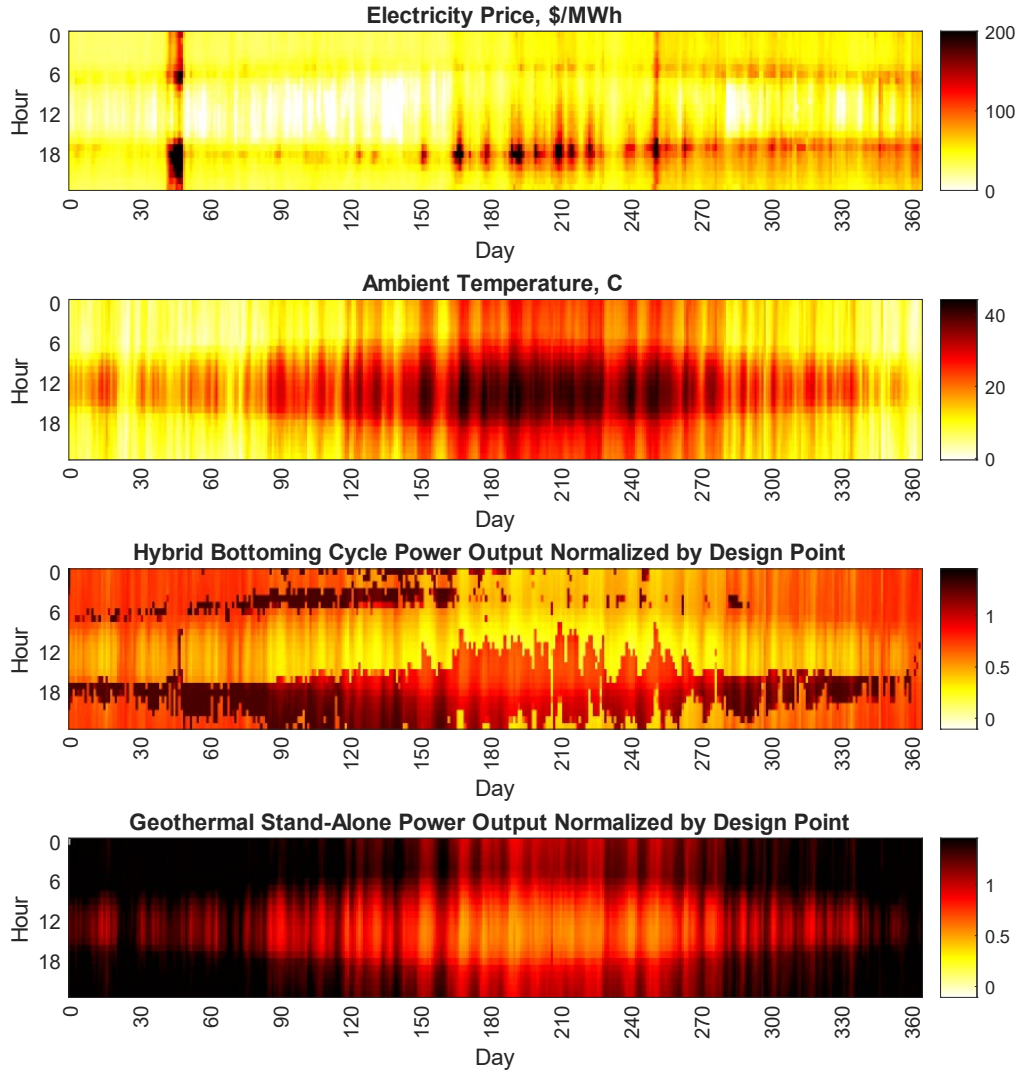 Electricity Price, $/MWh
0
6
12
18
Hour
0 30 60 90 120 150 180 210 240 270 300 330 360
Day
200
100
0
Ambient Temperature, C
0
6
12
18
Hour
0 30 60 90 120 150 180 210 240 270 300 330 360
Day
40
20
0
Hybrid Bottoming Cycle Power Output Normalized by Design Point
0
6
12
18
Hour
0 30 60 90 120 150 180 210 240 270 300 330 360
Day
1
0.5
0
Geothermal Stand-Alone Power Output Normalized by Design Point
0
6
12
18
Hour
0 30 60 90 120 150 180 210 240 270 300 330 360
Day
1
0.5
0